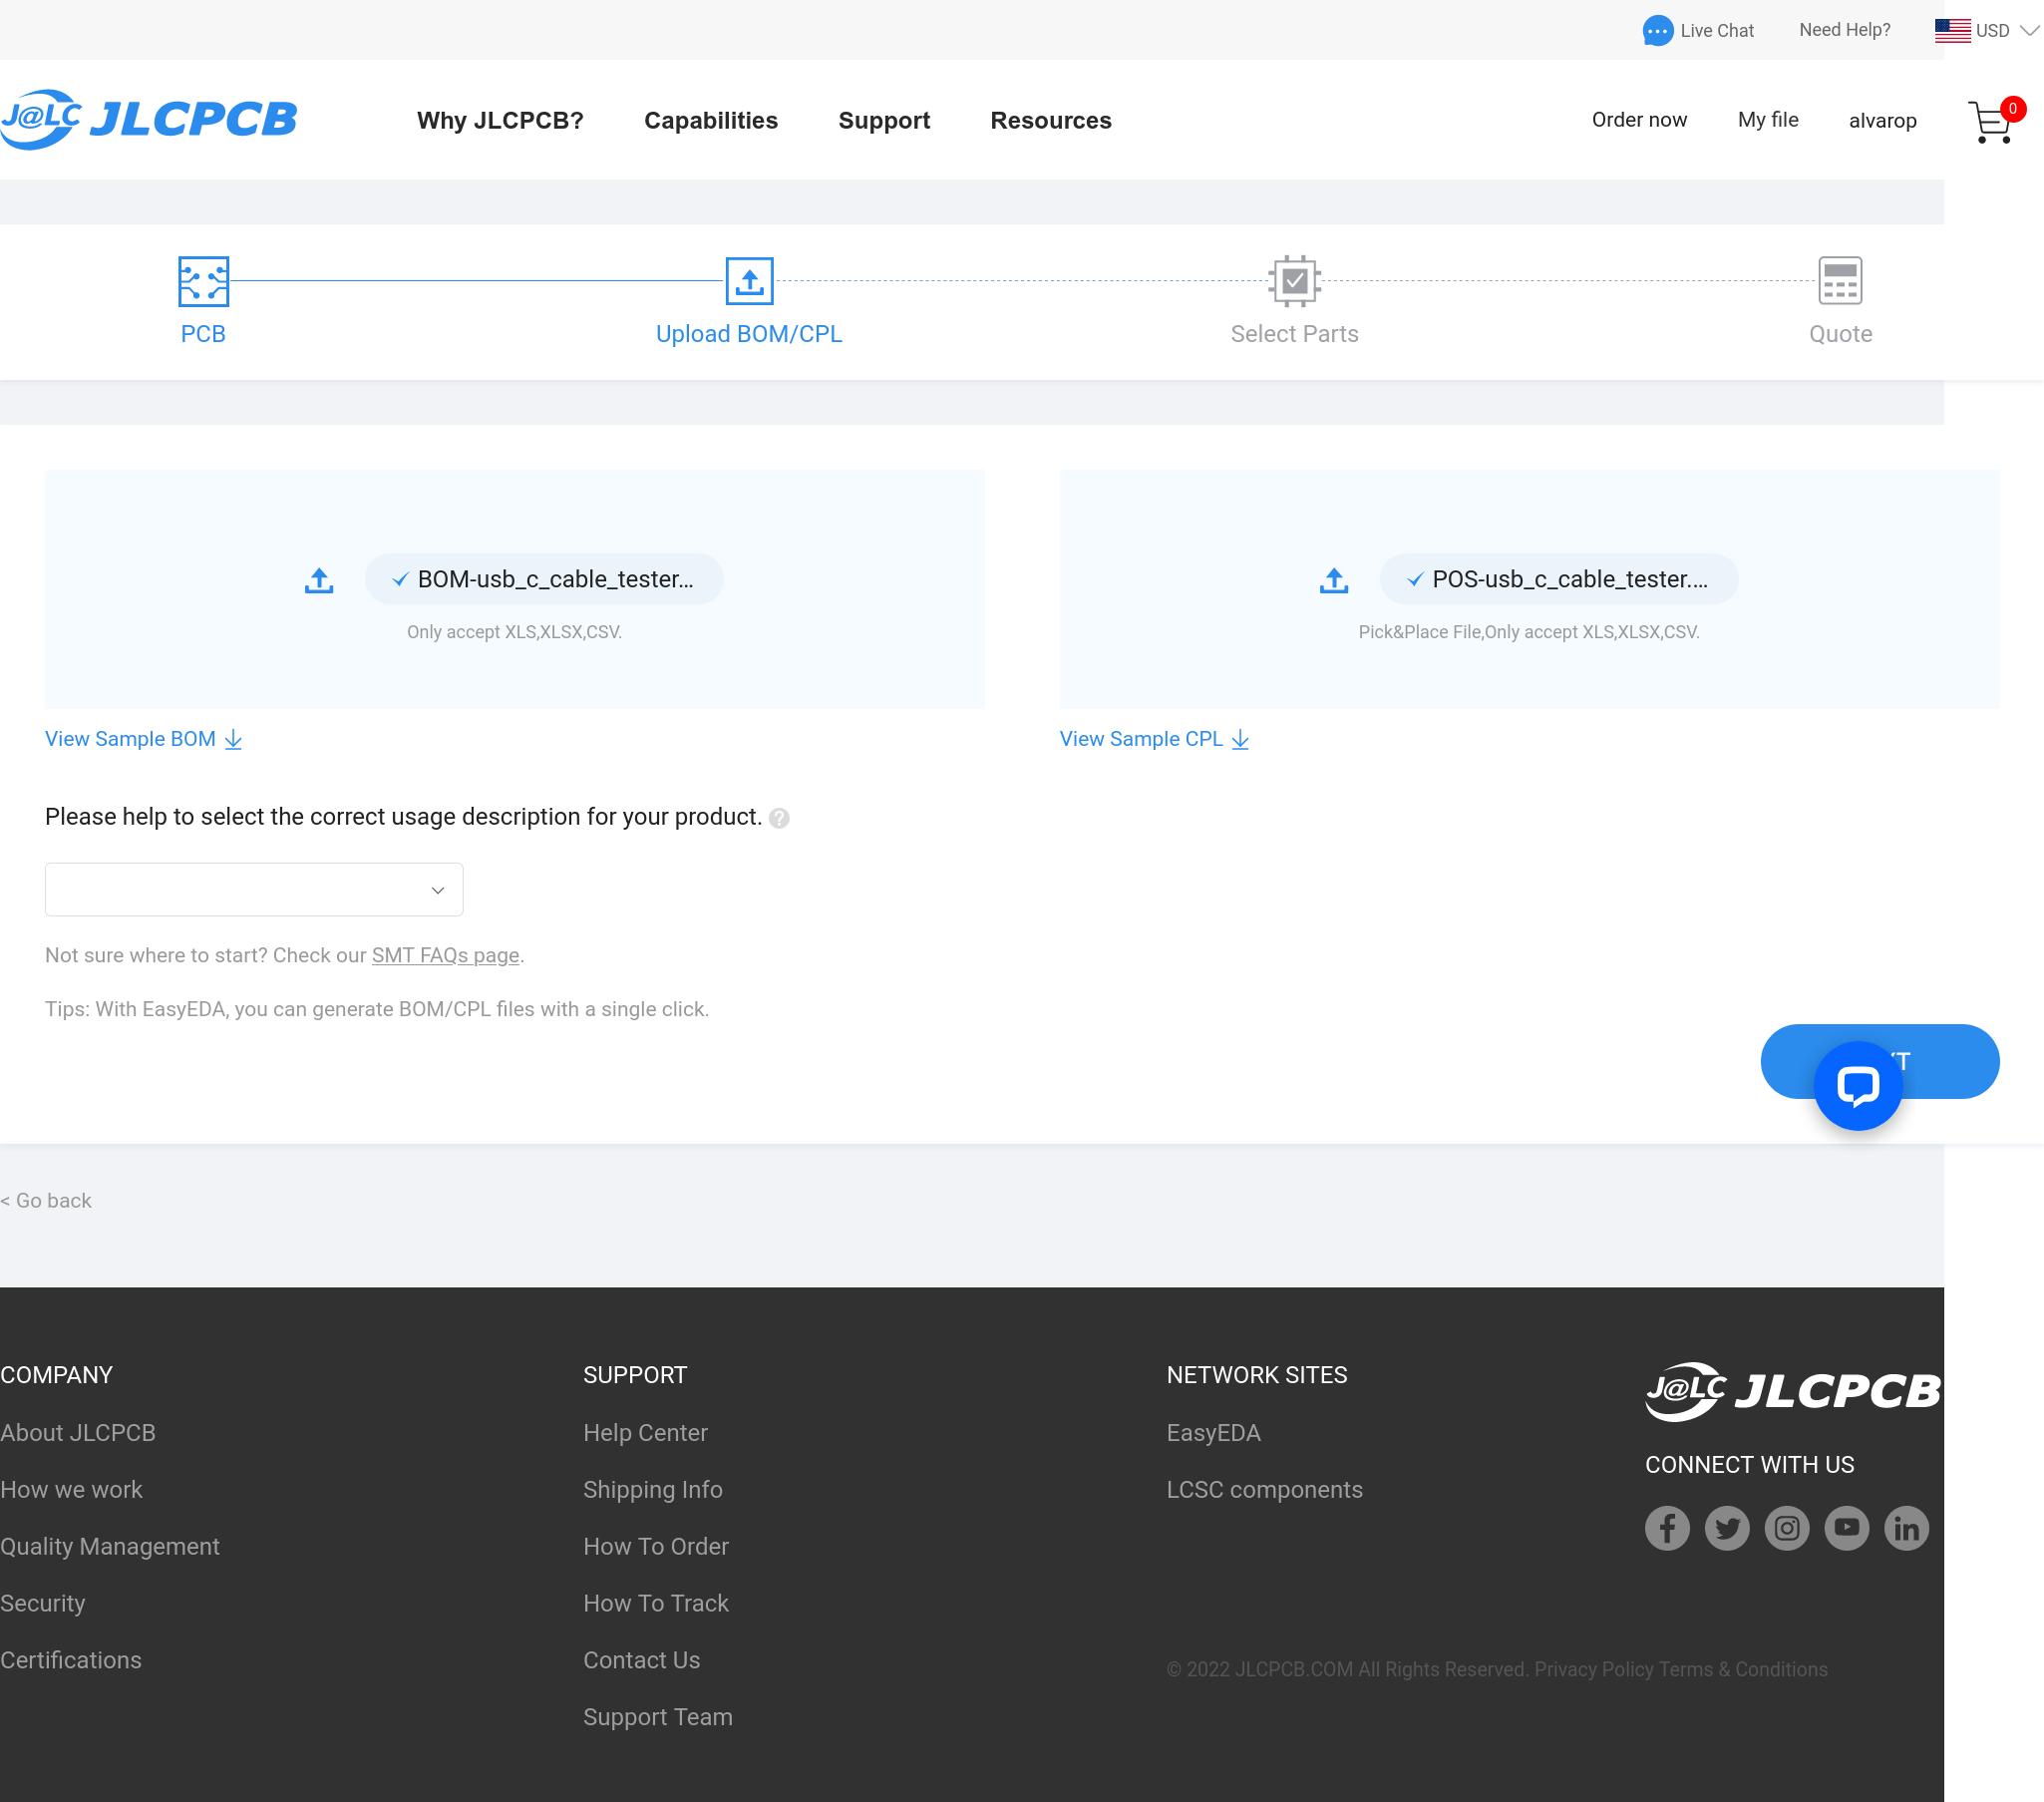 Live Chat
Need Help?
USD
J@LC JLCPCB
Why JLCPCB?
Capabilities
Support
Resources
Order now
My file
alvarop
0
PCB
Upload BOM/CPL
Select Parts
Quote
BOM-usb_c_cable_tester...
Only accept XLS,XLSX,CSV.
POS-usb_c_cable_tester....
Pick&Place File,Only accept XLS,XLSX,CSV.
View Sample BOM
View Sample CPL
Please help to select the correct usage description for your product. ?
Not sure where to start? Check our SMT FAQs page.
Tips: With EasyEDA, you can generate BOM/CPL files with a single click.
< Go back
COMPANY
About JLCPCB
How we work
Quality Management
Security
Certifications
SUPPORT
Help Center
Shipping Info
How To Order
How To Track
Contact Us
Support Team
NETWORK SITES
EasyEDA
LCSC components
J@LC JLCPCB
CONNECT WITH US
© 2022 JLCPCB.COM All Rights Reserved. Privacy Policy Terms & Conditions